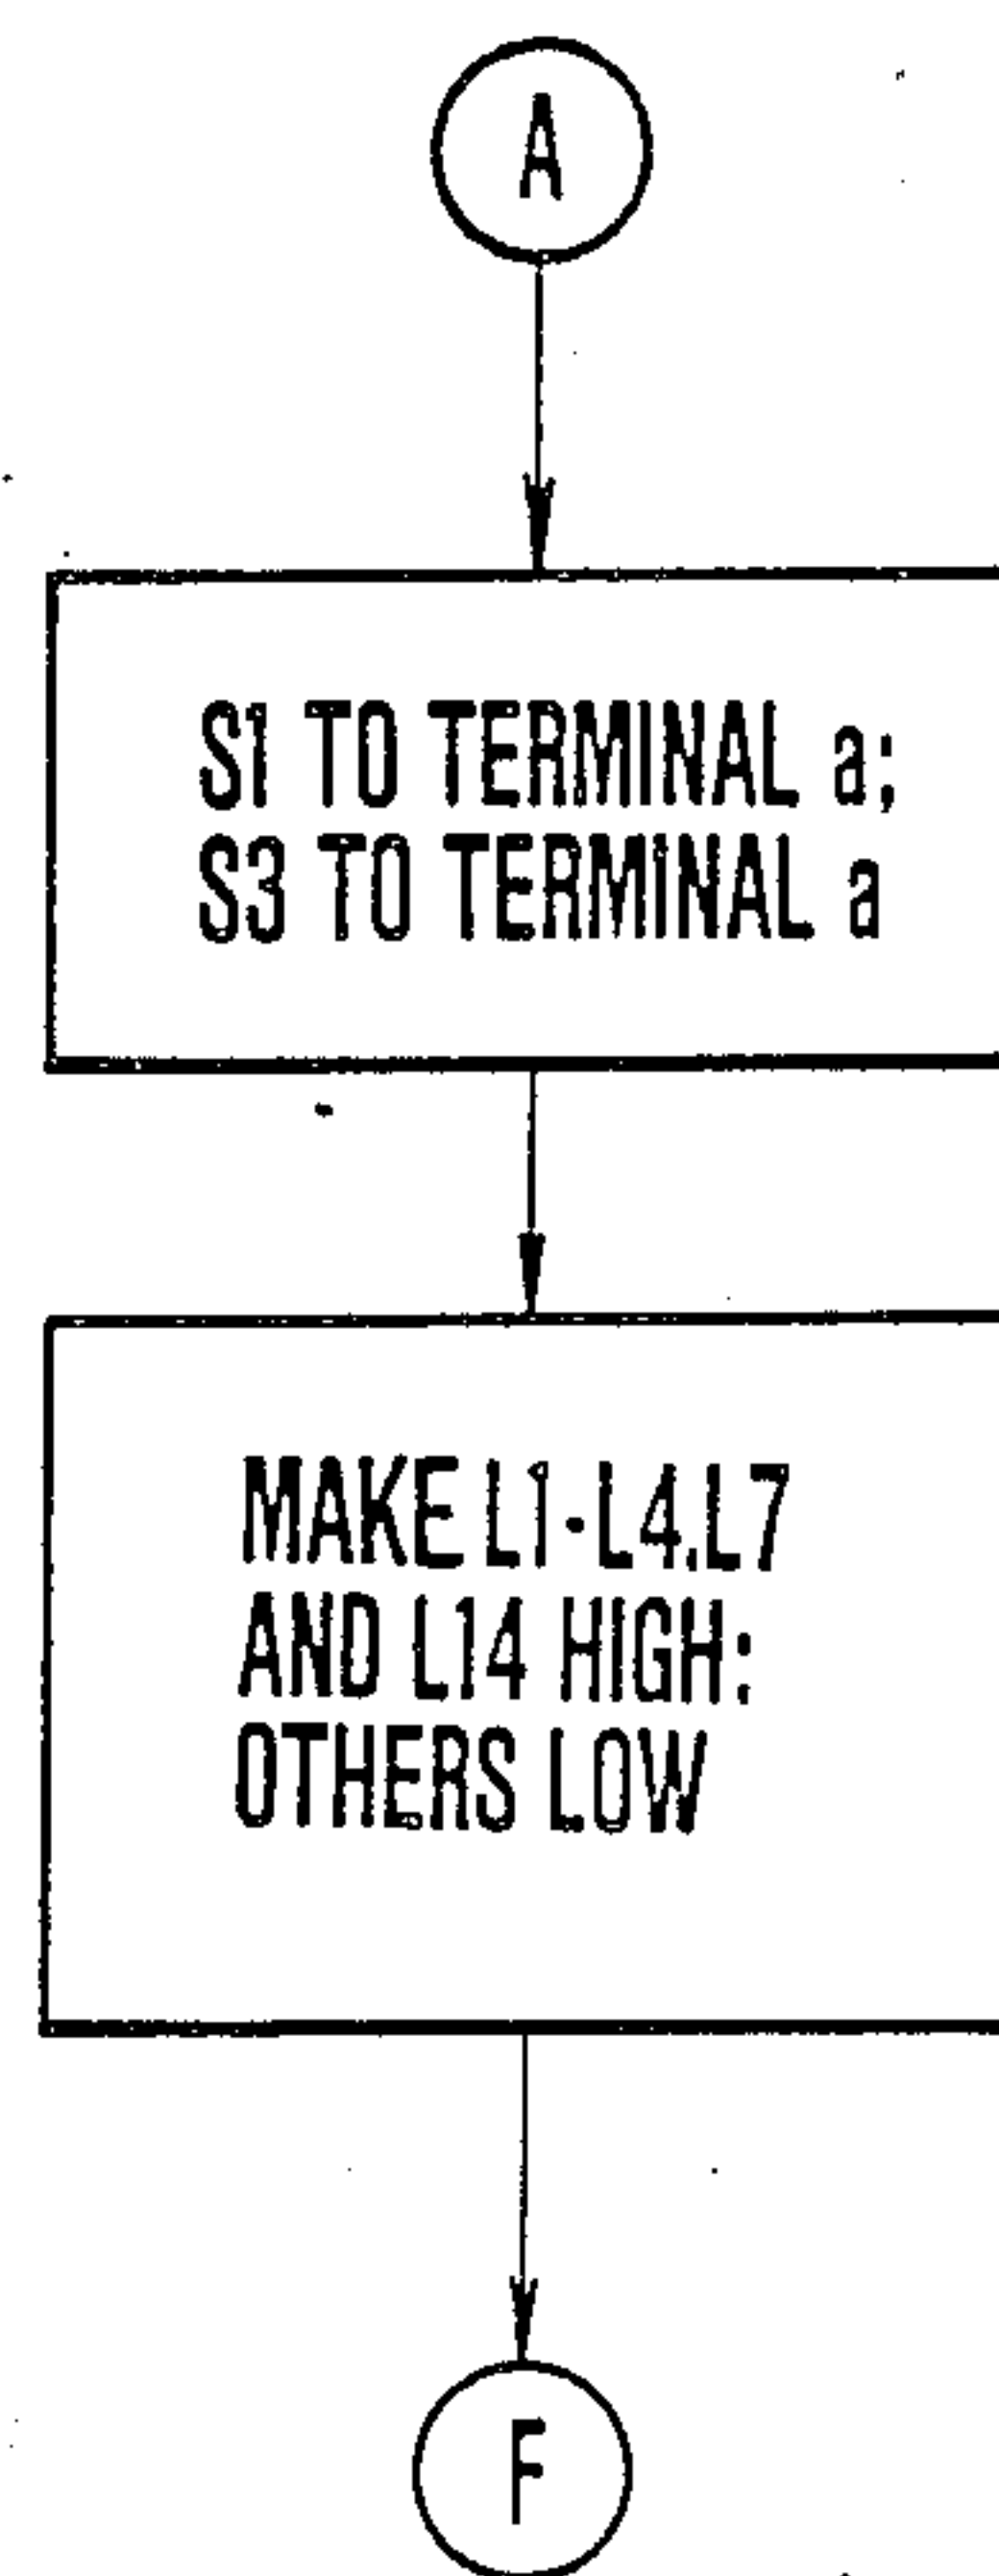 A
S1 TO TERMINAL a;
S3 TO TERMINAL a
MAKE L1-L4,L7
AND L14 HIGH;
OTHERS LOW
F